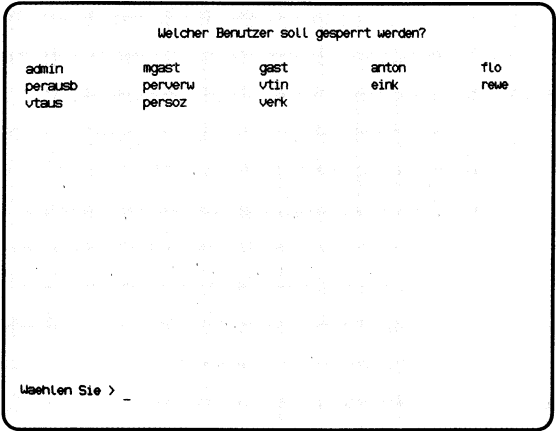 Welcher Benutzer soll gesperrt werden?
admin mgast gast anton flo
perausb perverw vtin eink rewe
vtaus persoz verk
Waehlen Sie > _